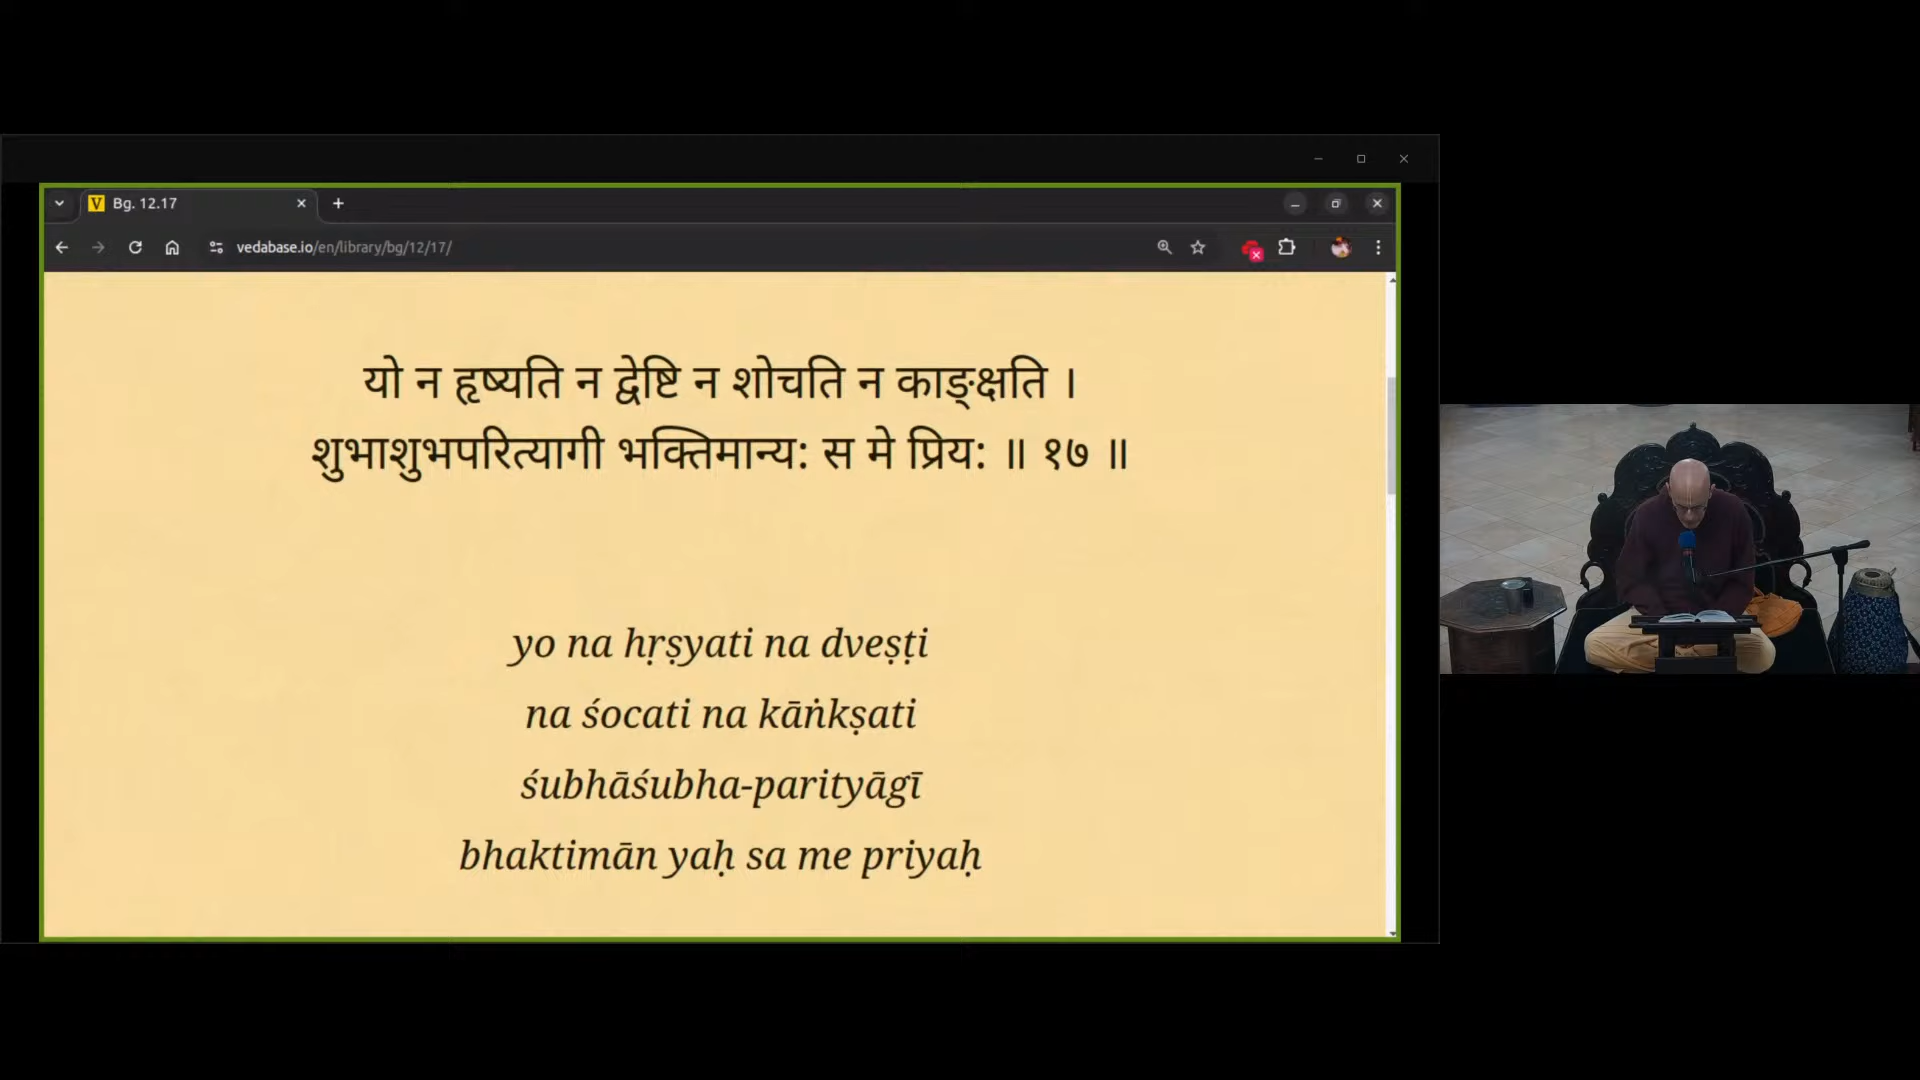 Bg. 12.17
vedabase.io/en/library/bg/12/17/
यो न हृष्यति न द्वेष्टि न शोचति न काङ्‍क्षति ।
श‍ुभाश‍ुभपरित्यागी भक्तिमान्यः स मे प्रियः ॥ १७ ॥
yo na hṛṣyati na dveṣṭi
na śocati na kāṅkṣati
śubhāśubha-parityāgī
bhaktimān yaḥ sa me priyaḥ